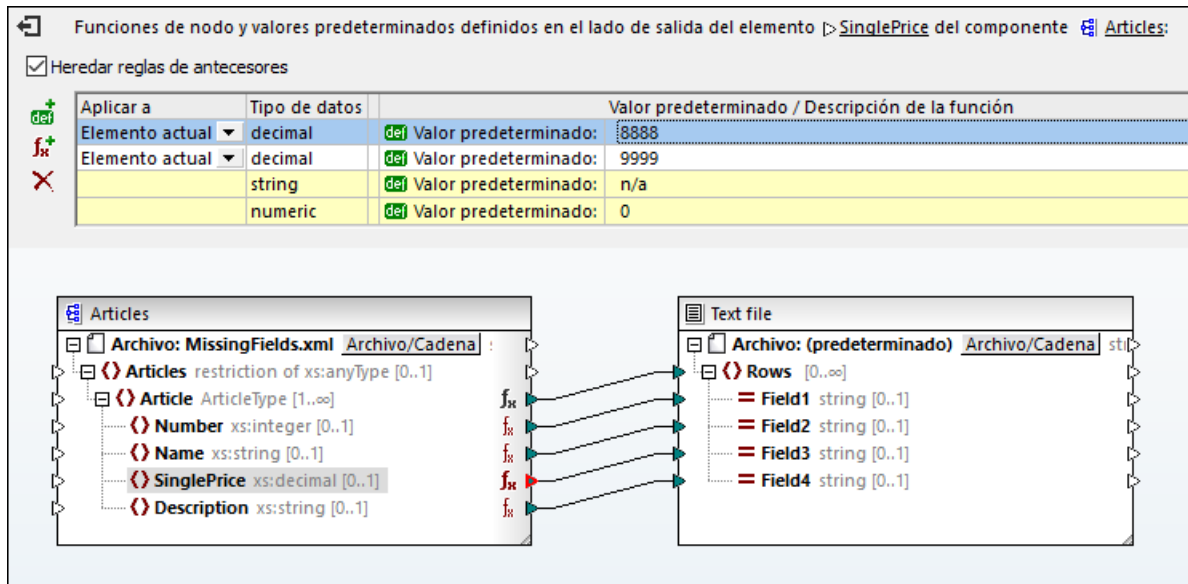 Funciones de nodo y valores predeterminados definidos en el lado de salida del elemento SinglePrice del componente Articles:
Heredar reglas de antecesores
Aplicar a Tipo de datos Valor predeterminado / Descripción de la función
Elemento actual decimal def Valor predeterminado: 8888
Elemento actual decimal def Valor predeterminado: 9999
string def Valor predeterminado: n/a
numeric def Valor predeterminado: 0
Articles
Archivo: MissingFields.xml Archivo/Cadena
Articles restriction of xs:anyType [0..1]
Article ArticleType [1..∞]
Number xs:integer [0..1]
Name xs:string [0..1]
SinglePrice xs:decimal [0..1]
Description xs:string [0..1]
Text file
Archivo: (predeterminado) Archivo/Cadena
Rows [0..∞]
Field1 string [0..1]
Field2 string [0..1]
Field3 string [0..1]
Field4 string [0..1]